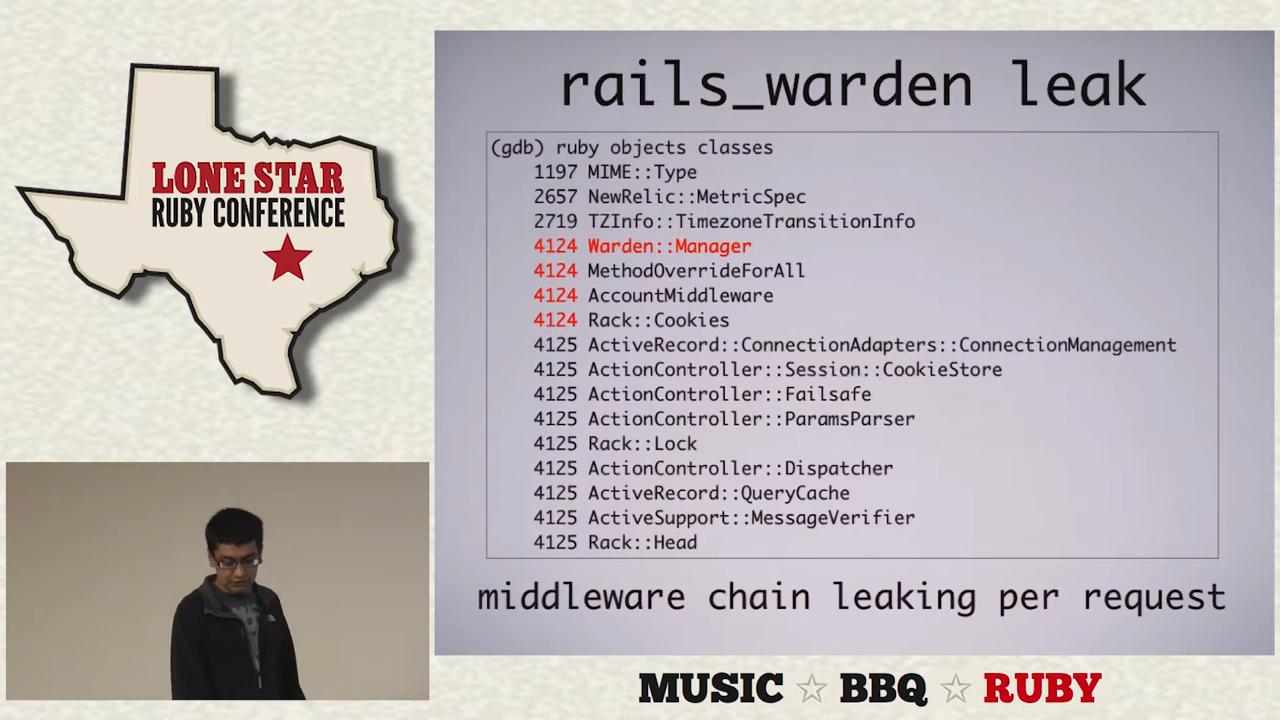 LONE STAR
RUBY CONFERENCE
rails_warden leak
(gdb) ruby objects classes
1197 MIME::Type
2657 NewRelic::MetricSpec
2719 TZInfo::TimezoneTransitionInfo
4124 Warden::Manager
4124 MethodOverrideForAll
4124 AccountMiddleware
4124 Rack::Cookies
4125 ActiveRecord::ConnectionAdapters::ConnectionManagement
4125 ActionController::Session::CookieStore
4125 ActionController::Failsafe
4125 ActionController::ParamsParser
4125 Rack::Lock
4125 ActionController::Dispatcher
4125 ActiveRecord::QueryCache
4125 ActiveSupport::MessageVerifier
4125 Rack::Head
middleware chain leaking per request
MUSIC ☆ BBQ ☆ RUBY